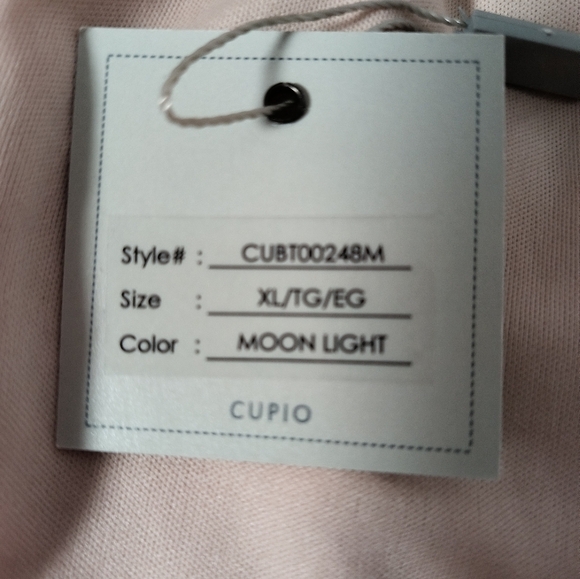 Style# : CUBT00248M
Size : XL/TG/EG
Color : MOON LIGHT
CUPIO